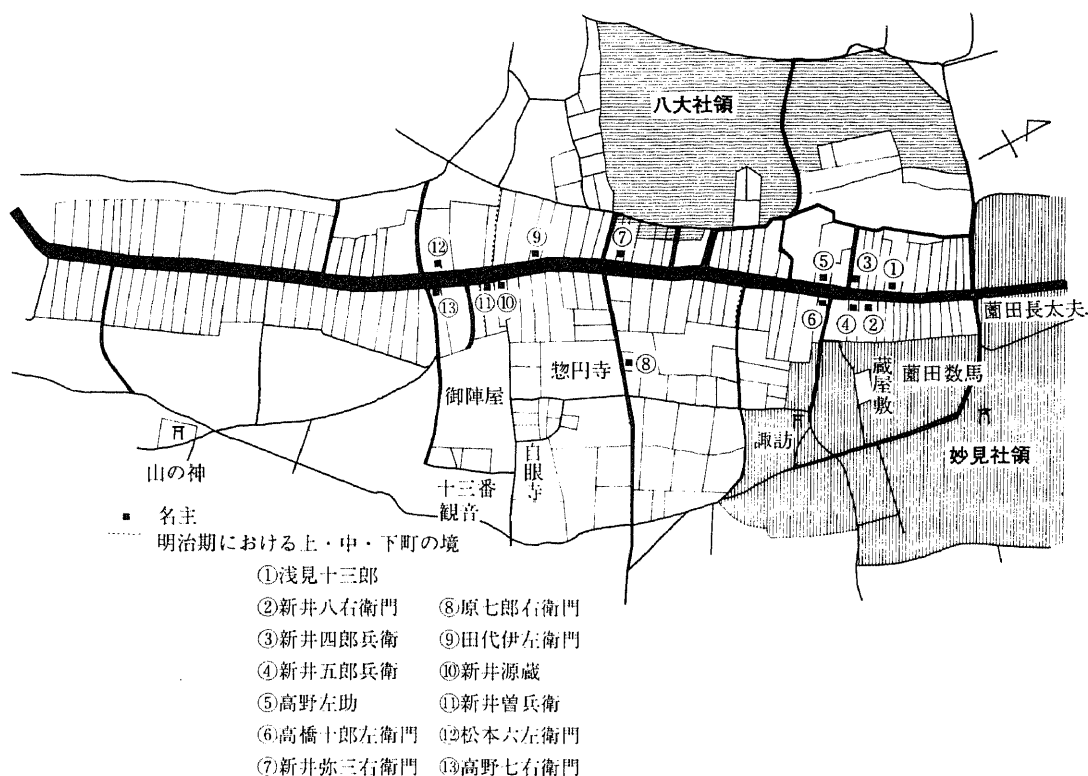 八大社領
⑫
⑨
⑦
⑤
③
①
⑬
⑪
⑩
⑥
④
②
薗田長太夫
⑧
惣円寺
御陣屋
蔵屋敷
薗田数馬
諏訪
妙見社領
山の神
十三番
観音
白眼寺
■ 名主
明治期における上・中・下町の境
①浅見十三郎
②新井八右衛門
③新井四郎兵衛
④新井五郎兵衛
⑤高野左助
⑥高橋十郎左衛門
⑦新井弥三右衛門
⑧原七郎右衛門
⑨田代伊左衛門
⑩新井源蔵
⑪新井曽兵衛
⑫松本六左衛門
⑬高野七右衛門